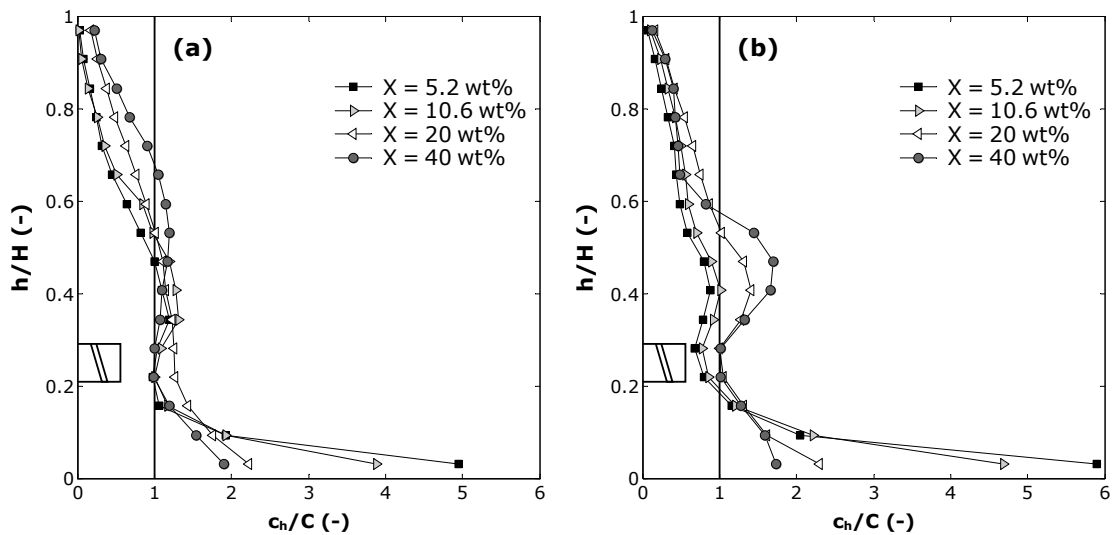 1
0.8
0.6
0.4
0.2
0
h/H (-)
(a)
X = 5.2 wt%
X = 10.6 wt%
X = 20 wt%
X = 40 wt%
0 1 2 3 4 5 6
cₕ/C (-)
1
0.8
0.6
0.4
0.2
0
h/H (-)
(b)
X = 5.2 wt%
X = 10.6 wt%
X = 20 wt%
X = 40 wt%
0 1 2 3 4 5 6
cₕ/C (-)